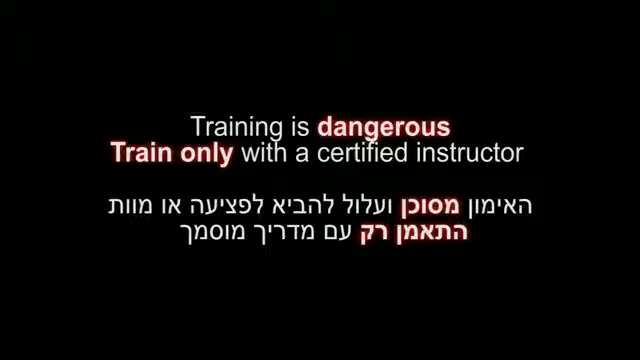 Training is dangerous
Train only with a certified instructor
האימון מסוכן ועלול להביא לפציעה או מוות
התאמן רק עם מדריך מוסמך